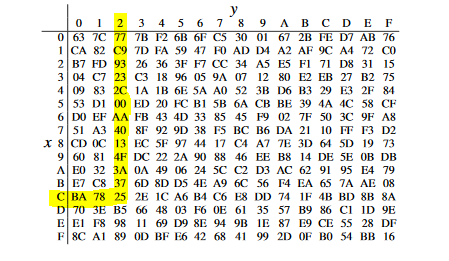 y
0 1 2 3 4 5 6 7 8 9 A B C D E F
0 63 7C 77 7B F2 6B 6F C5 30 01 67 2B FE D7 AB 76
1 CA 82 C9 7D FA 59 47 F0 AD D4 A2 AF 9C A4 72 C0
2 B7 FD 93 26 36 3F F7 CC 34 A5 E5 F1 71 D8 31 15
3 04 C7 23 C3 18 96 05 9A 07 12 80 E2 EB 27 B2 75
4 09 83 2C 1A 1B 6E 5A A0 52 3B D6 B3 29 E3 2F 84
5 53 D1 00 ED 20 FC B1 5B 6A CB BE 39 4A 4C 58 CF
6 D0 EF AA FB 43 4D 33 85 45 F9 02 7F 50 3C 9F A8
7 51 A3 40 8F 92 9D 38 F5 BC B6 DA 21 10 FF F3 D2
x 8 CD 0C 13 EC 5F 97 44 17 C4 A7 7E 3D 64 5D 19 73
9 60 81 4F DC 22 2A 90 88 46 EE B8 14 DE 5E 0B DB
A E0 32 3A 0A 49 06 24 5C C2 D3 AC 62 91 95 E4 79
B E7 C8 37 6D 8D D5 4E A9 6C 56 F4 EA 65 7A AE 08
C BA 78 25 2E 1C A6 B4 C6 E8 DD 74 1F 4B BD 8B 8A
D 70 3E B5 66 48 03 F6 0E 61 35 57 B9 86 C1 1D 9E
E E1 F8 98 11 69 D9 8E 94 9B 1E 87 E9 CE 55 28 DF
F 8C A1 89 0D BF E6 42 68 41 99 2D 0F B0 54 BB 16